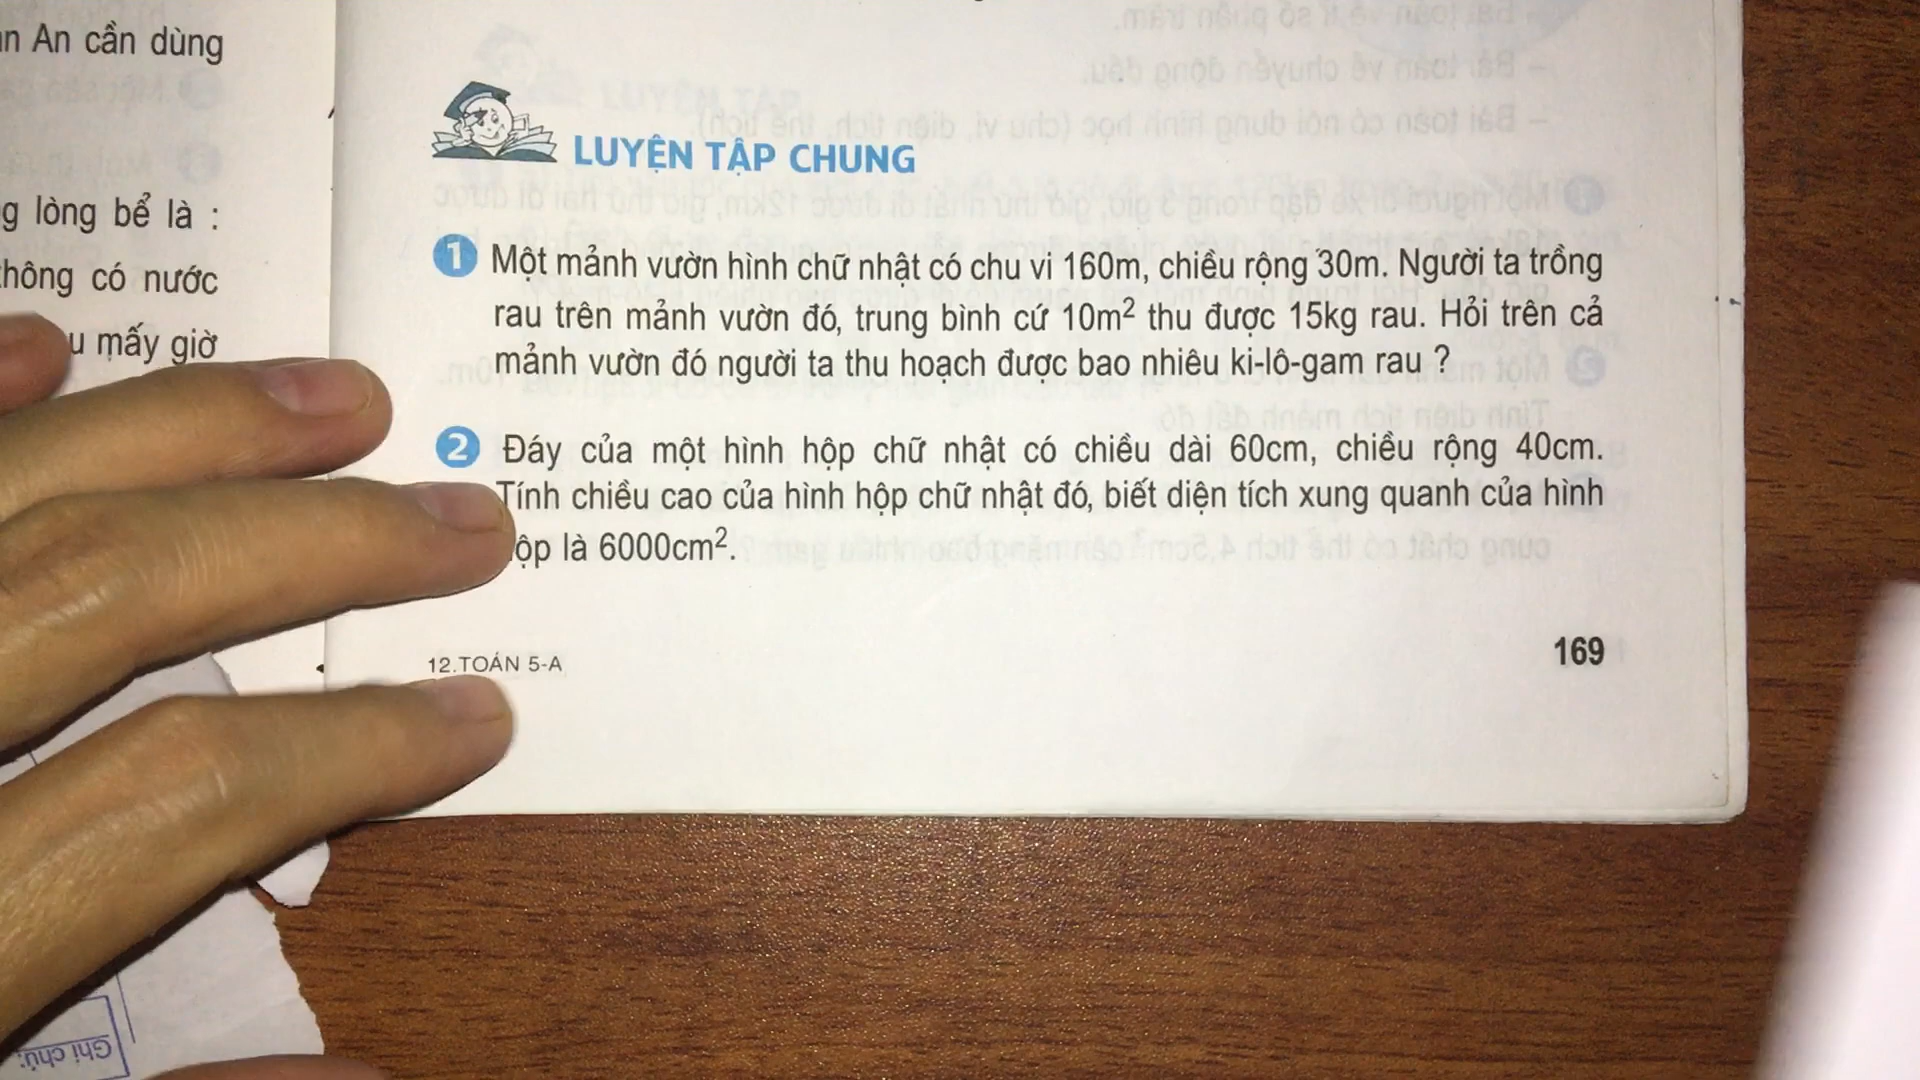 An cần dùng
lòng bể là :
không có nước
mấy giờ
LUYỆN TẬP CHUNG
1 Một mảnh vườn hình chữ nhật có chu vi 160m, chiều rộng 30m. Người ta trồng
rau trên mảnh vườn đó, trung bình cứ 10m² thu được 15kg rau. Hỏi trên cả
mảnh vườn đó người ta thu hoạch được bao nhiêu ki-lô-gam rau ?
2 Đáy của một hình hộp chữ nhật có chiều dài 60cm, chiều rộng 40cm.
Tính chiều cao của hình hộp chữ nhật đó, biết diện tích xung quanh của hình
là 6000cm².
12.TOÁN 5-A
169
Ghi chú: